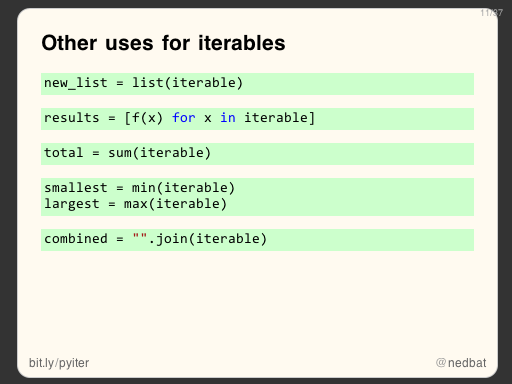 11/37
Other uses for iterables
new_list = list(iterable)
results = [f(x) for x in iterable]
total = sum(iterable)
smallest = min(iterable)
largest = max(iterable)
combined = "".join(iterable)
bit.ly/pyiter
@nedbat